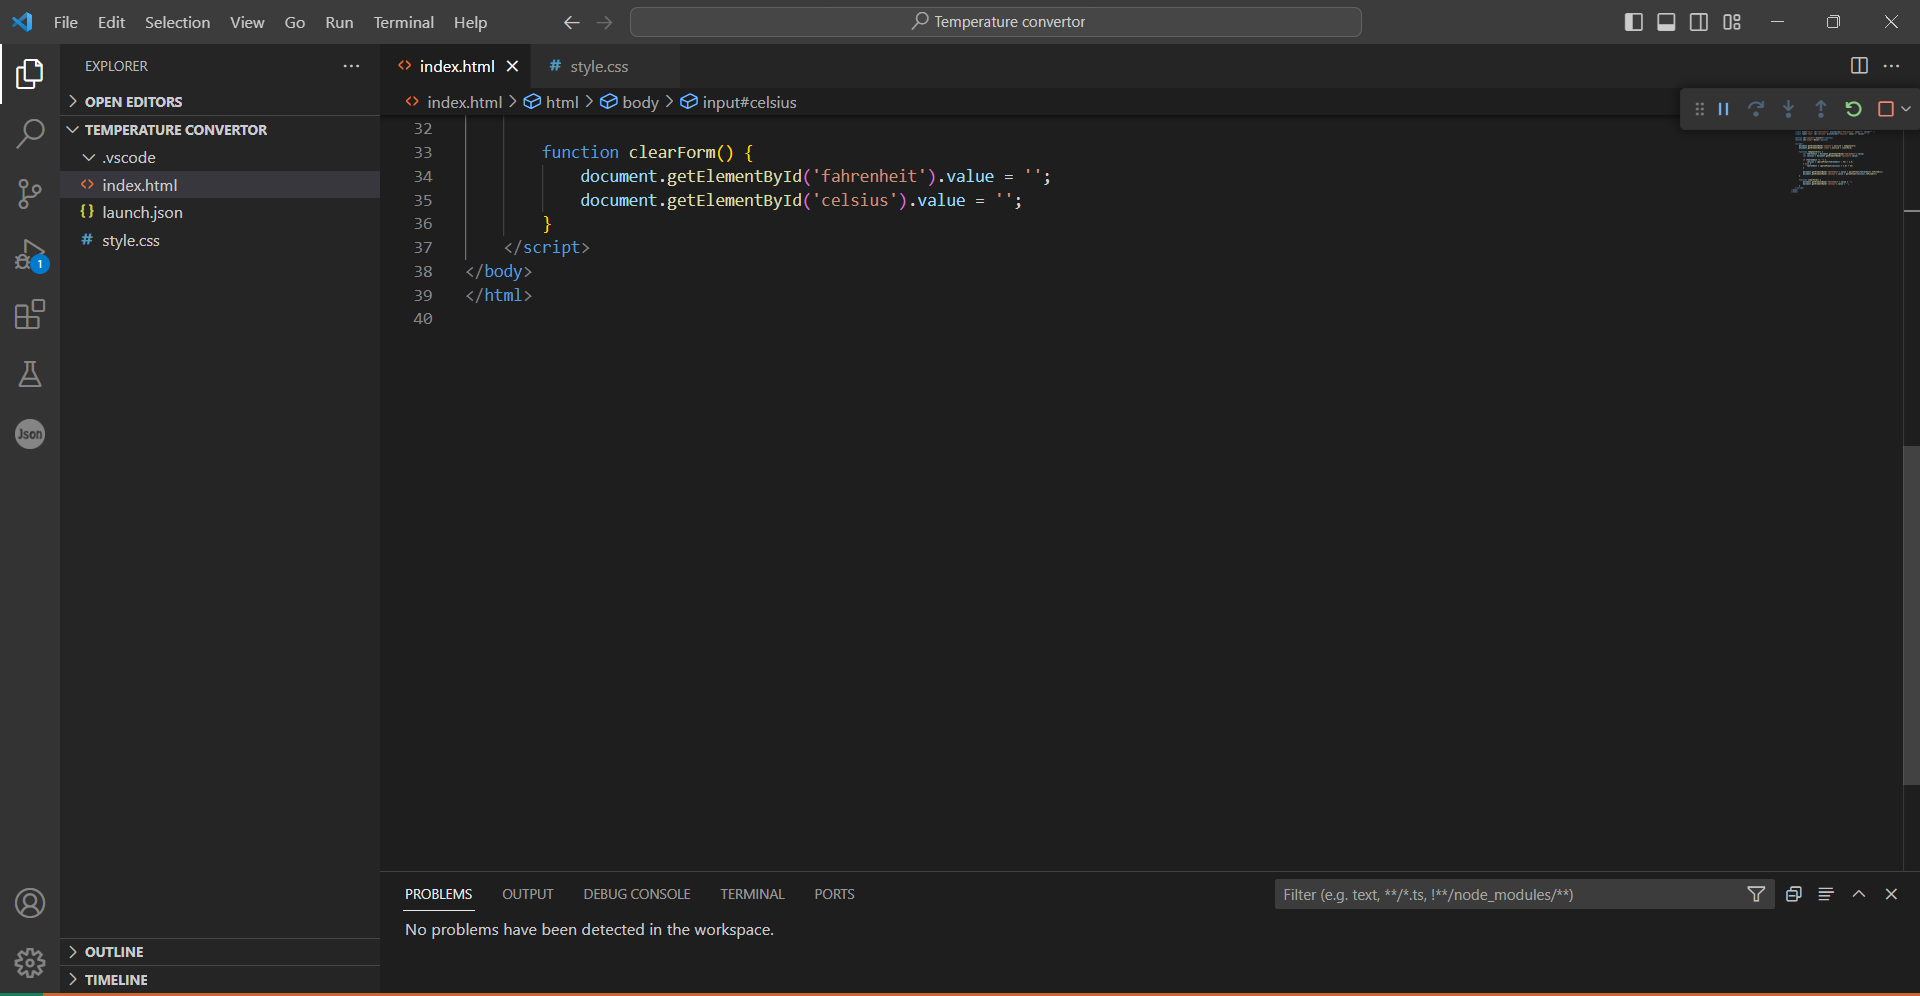 File Edit Selection View Go Run Terminal Help
Temperature convertor
EXPLORER
OPEN EDITORS
TEMPERATURE CONVERTOR
.vscode
index.html
launch.json
style.css
1
Json
OUTLINE
TIMELINE
index.html
style.css
index.html > html > body > input#celsius
32
33 function clearForm() {
34 document.getElementById('fahrenheit').value = '';
35 document.getElementById('celsius').value = '';
36 }
37 </script>
38 </body>
39 </html>
40
PROBLEMS OUTPUT DEBUG CONSOLE TERMINAL PORTS
Filter (e.g. text, **/*.ts, !**/node_modules/**)
No problems have been detected in the workspace.